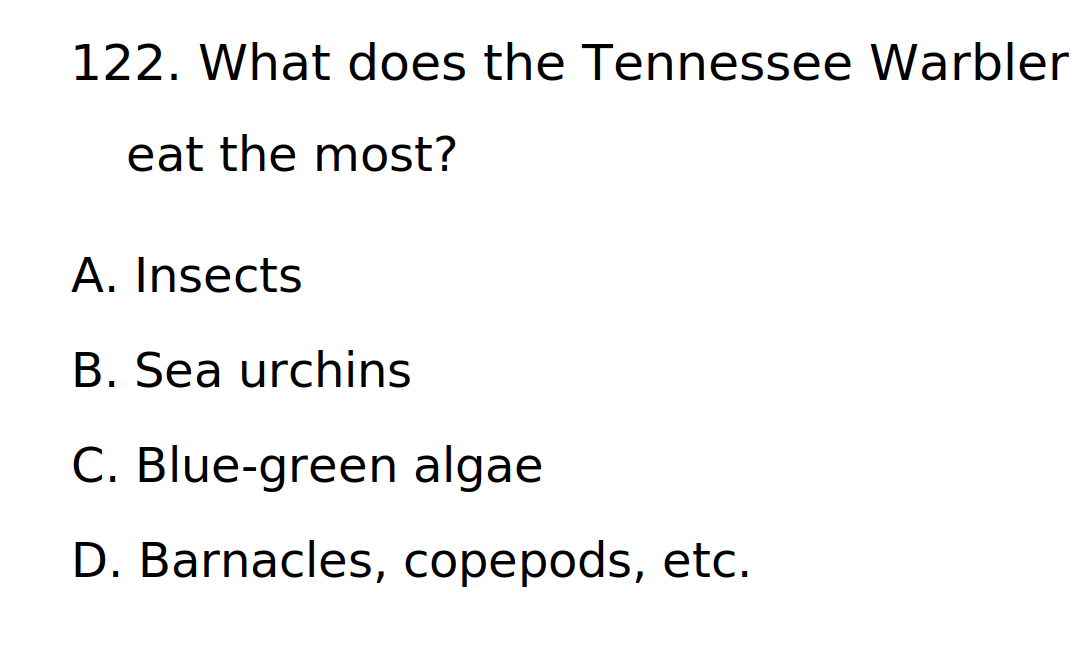 122. What does the Tennessee Warbler
eat the most?
A. Insects
B. Sea urchins
C. Blue-green algae
D. Barnacles, copepods, etc.